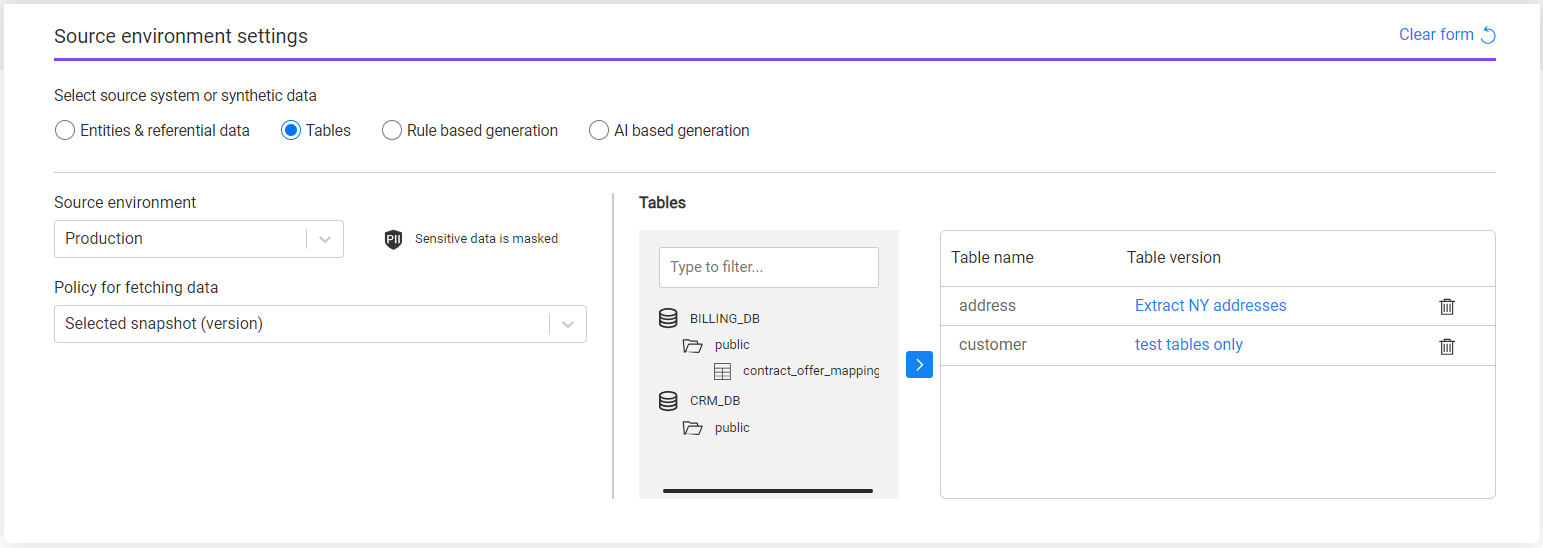 Source environment settings
Clear form
Select source system or synthetic data
Entities & referential data
Tables
Rule based generation
AI based generation
Source environment
Production
PII
Sensitive data is masked
Policy for fetching data
Selected snapshot (version)
Tables
Type to filter...
BILLING_DB
public
contract_offer_mapping
CRM_DB
public
Table name Table version
address Extract NY addresses
customer test tables only